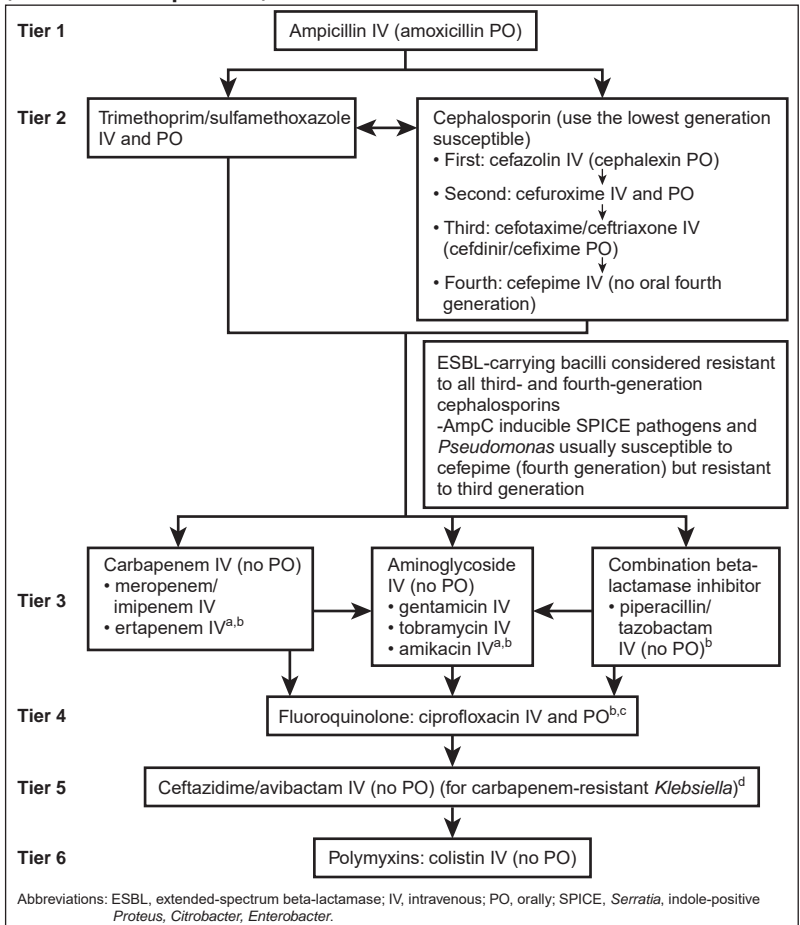 Tier 1
Ampicillin IV (amoxicillin PO)
Tier 2
Trimethoprim/sulfamethoxazole
IV and PO
Cephalosporin (use the lowest generation
susceptible)
• First: cefazolin IV (cephalexin PO)
• Second: cefuroxime IV and PO
• Third: cefotaxime/ceftriaxone IV
(cefdinir/cefixime PO)
• Fourth: cefepime IV (no oral fourth
generation)
ESBL-carrying bacilli considered resistant
to all third- and fourth-generation
cephalosporins
-AmpC inducible SPICE pathogens and
Pseudomonas usually susceptible to
cefepime (fourth generation) but resistant
to third generation
Tier 3
Carbapenem IV (no PO)
• meropenem/
imipenem IV
• ertapenem IVa,b
Aminoglycoside
IV (no PO)
• gentamicin IV
• tobramycin IV
• amikacin IVa,b
Combination beta-
lactamase inhibitor
• piperacillin/
tazobactam
IV (no PO)b
Tier 4
Fluoroquinolone: ciprofloxacin IV and POb,c
Tier 5
Ceftazidime/avibactam IV (no PO) (for carbapenem-resistant Klebsiella)d
Tier 6
Polymyxins: colistin IV (no PO)
Abbreviations: ESBL, extended-spectrum beta-lactamase; IV, intravenous; PO, orally; SPICE, Serratia, indole-positive
Proteus, Citrobacter, Enterobacter.